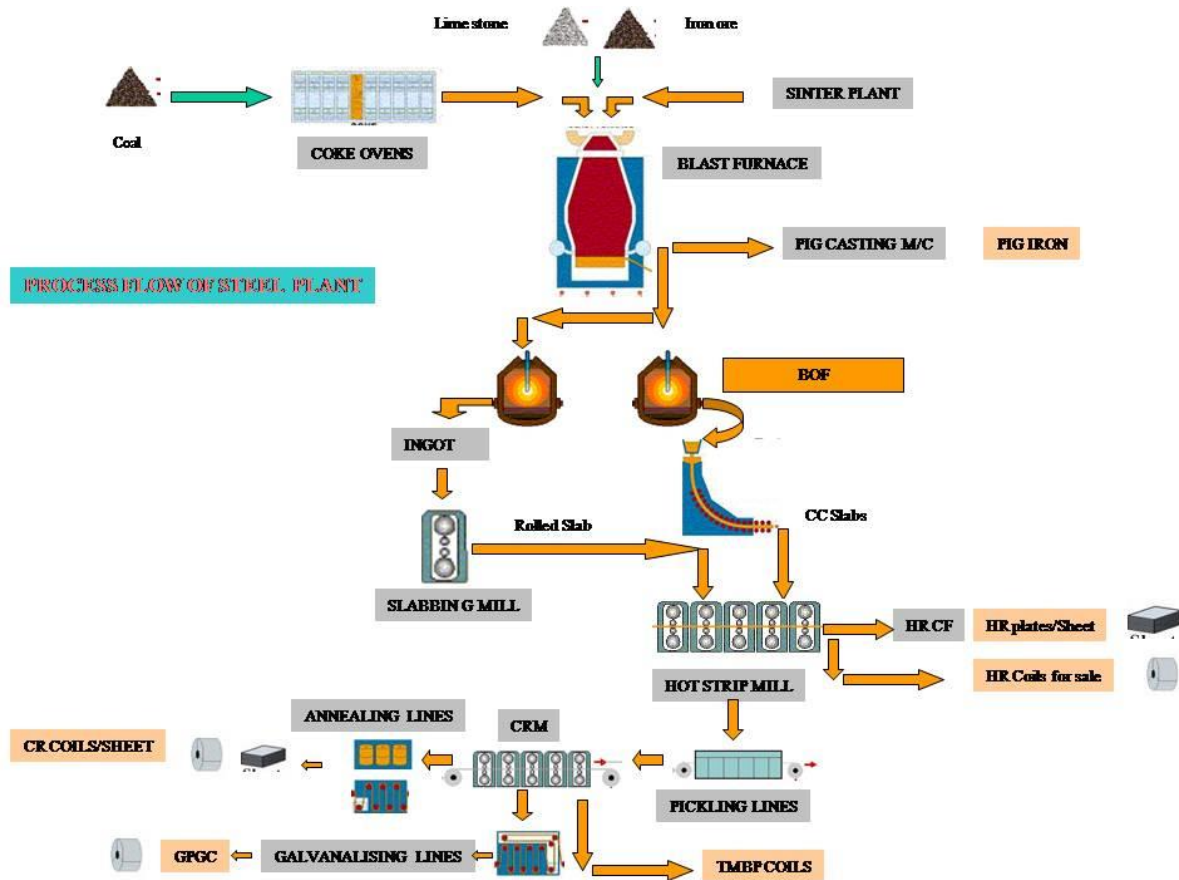 Lime stone
Iron ore
SINTER PLANT
Coal
COKE OVENS
BLAST FURNACE
PIG CASTING M/C
PIG IRON
PROCESS FLOW OF STEEL PLANT
BOF
INGOT
Rolled Slab
CC Slabs
SLABBING MILL
HR CF
HR plates/Sheet
HOT STRIP MILL
HR Coils for sale
ANNEALING LINES
CRM
CR COILS/SHEET
PICKLING LINES
GPGC
GALVANALISING LINES
TMBP COILS